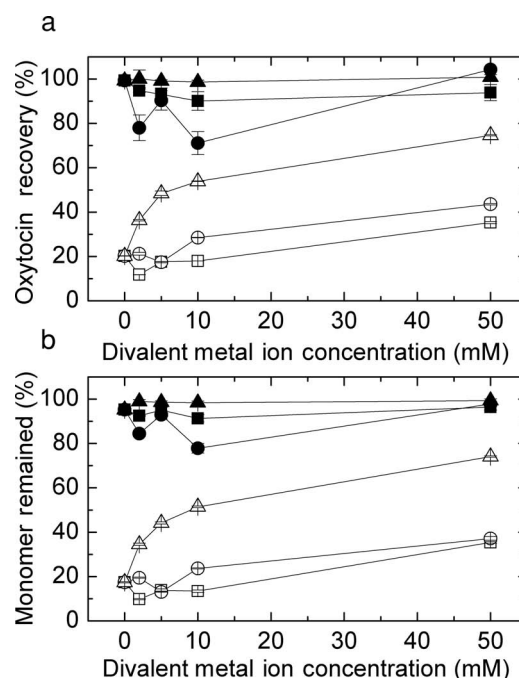 a
Oxytocin recovery (%)
100
80
60
40
20
0
0 10 20 30 40 50
Divalent metal ion concentration (mM)
b
Monomer remained (%)
100
80
60
40
20
0
0 10 20 30 40 50
Divalent metal ion concentration (mM)